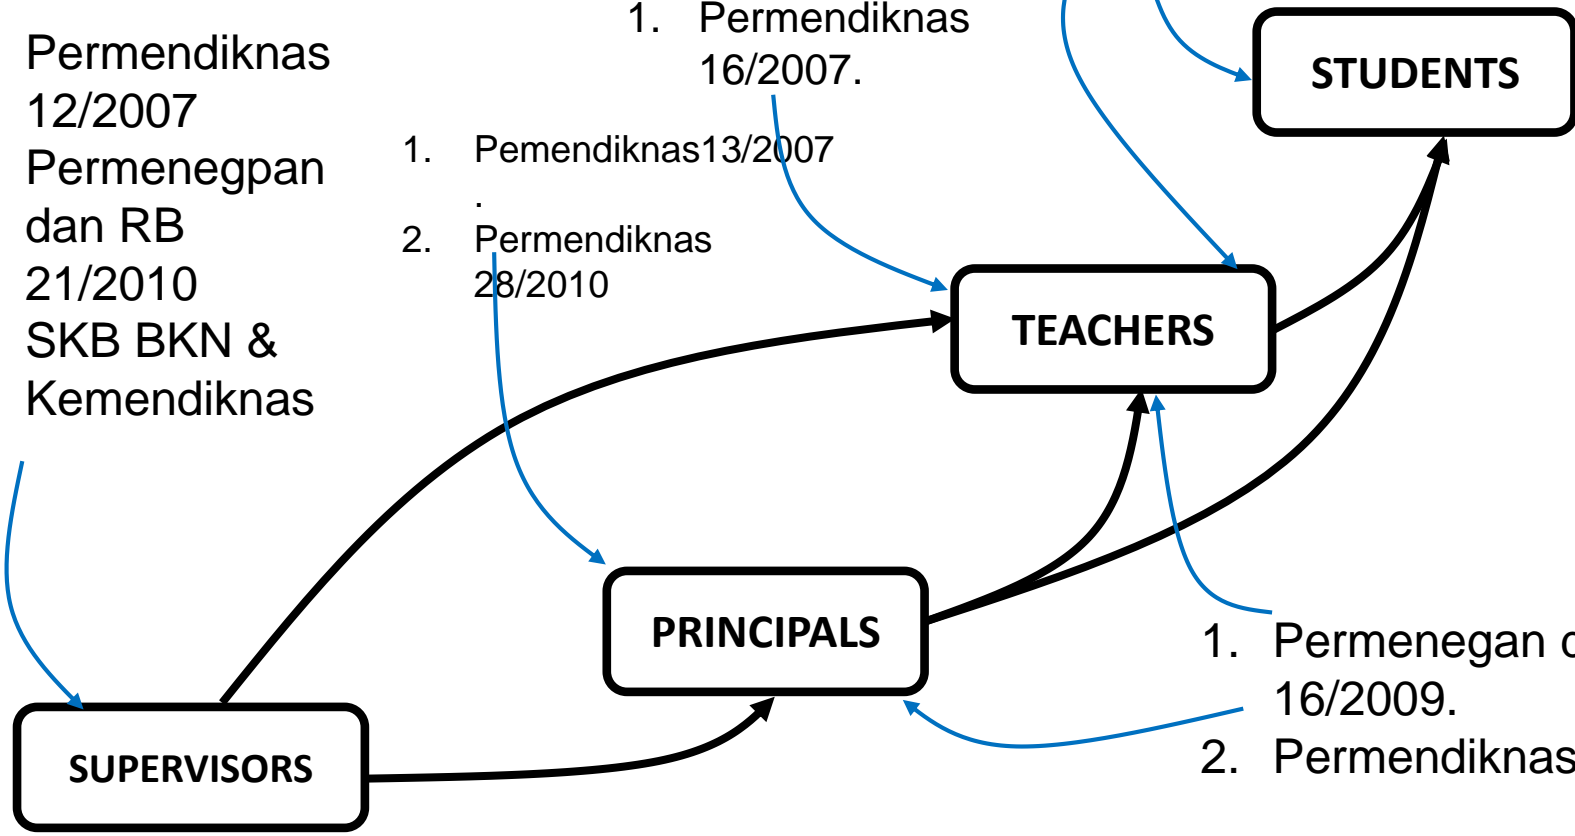 Permendiknas
12/2007
Permenegpan
dan RB
21/2010
SKB BKN &
Kemendiknas
1. Permendiknas
16/2007.
1. Pemendiknas13/2007
.
2. Permendiknas
28/2010
STUDENTS
TEACHERS
PRINCIPALS
SUPERVISORS
1. Permenegan
16/2009.
2. Permendiknas